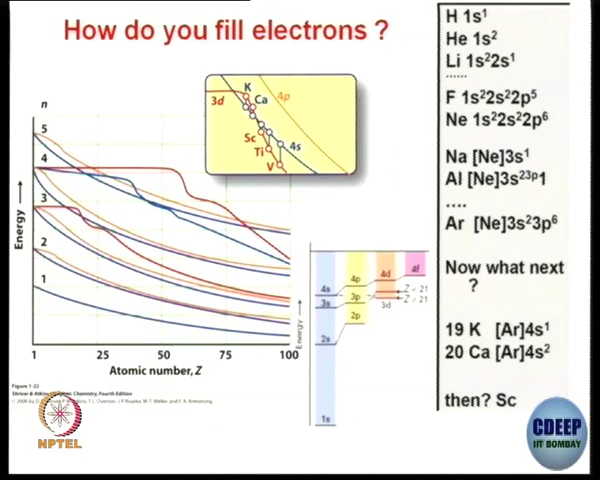 How do you fill electrons ?
n
5
4
3
2
1
Energy
1
25
50
75
100
Atomic number, Z
3d
K
Ca
4p
Sc
Ti
V
4s
Energy
4s
3s
2s
1s
4p
3p
2p
4d
3d
4f
Z < 21
Z > 21
Figure 1-22
Shriver & Atkins Inorganic Chemistry, Fourth Edition
H 1s¹
He 1s²
Li 1s²2s¹
......
F 1s²2s²2p⁵
Ne 1s²2s²2p⁶
Na [Ne]3s¹
Al [Ne]3s²³ᵖ1
....
Ar [Ne]3s²3p⁶
Now what next
?
19 K [Ar]4s¹
20 Ca [Ar]4s²
then? Sc
NPTEL
CDEEP
IIT BOMBAY